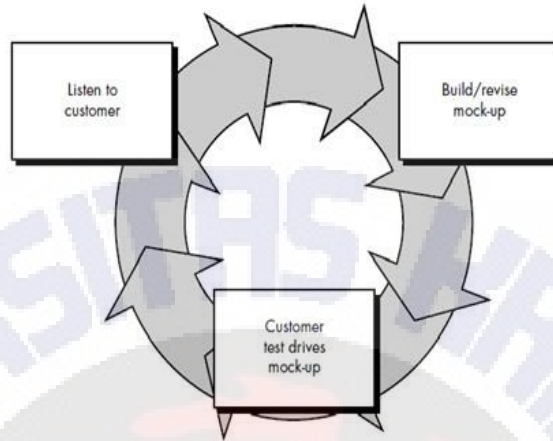 Listen to
customer
Build/revise
mock-up
Customer
test drives
mock-up